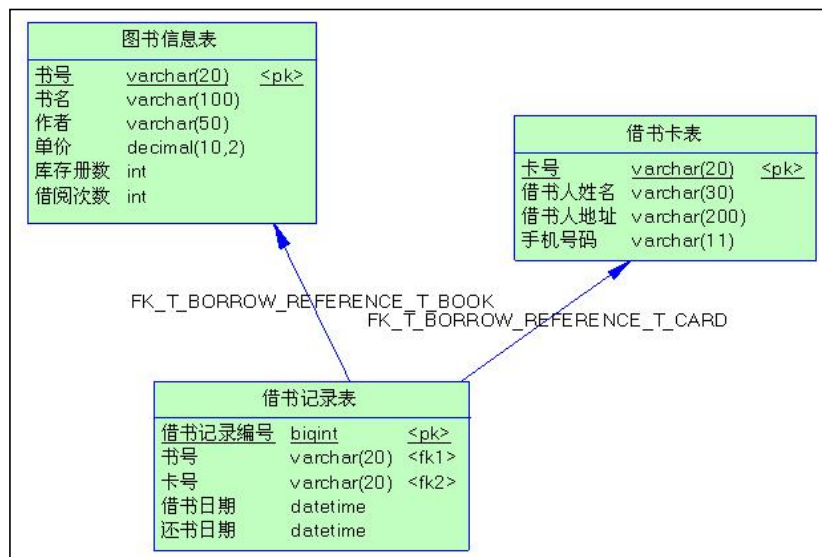 图书信息表
书号 varchar(20) <pk>
书名 varchar(100)
作者 varchar(50)
单价 decimal(10,2)
库存册数 int
借阅次数 int
借书卡表
卡号 varchar(20) <pk>
借书人姓名 varchar(30)
借书人地址 varchar(200)
手机号码 varchar(11)
FK_T_BORROW_REFERENCE_T_BOOK
FK_T_BORROW_REFERENCE_T_CARD
借书记录表
借书记录编号 bigint <pk>
书号 varchar(20) <fk1>
卡号 varchar(20) <fk2>
借书日期 datetime
还书日期 datetime